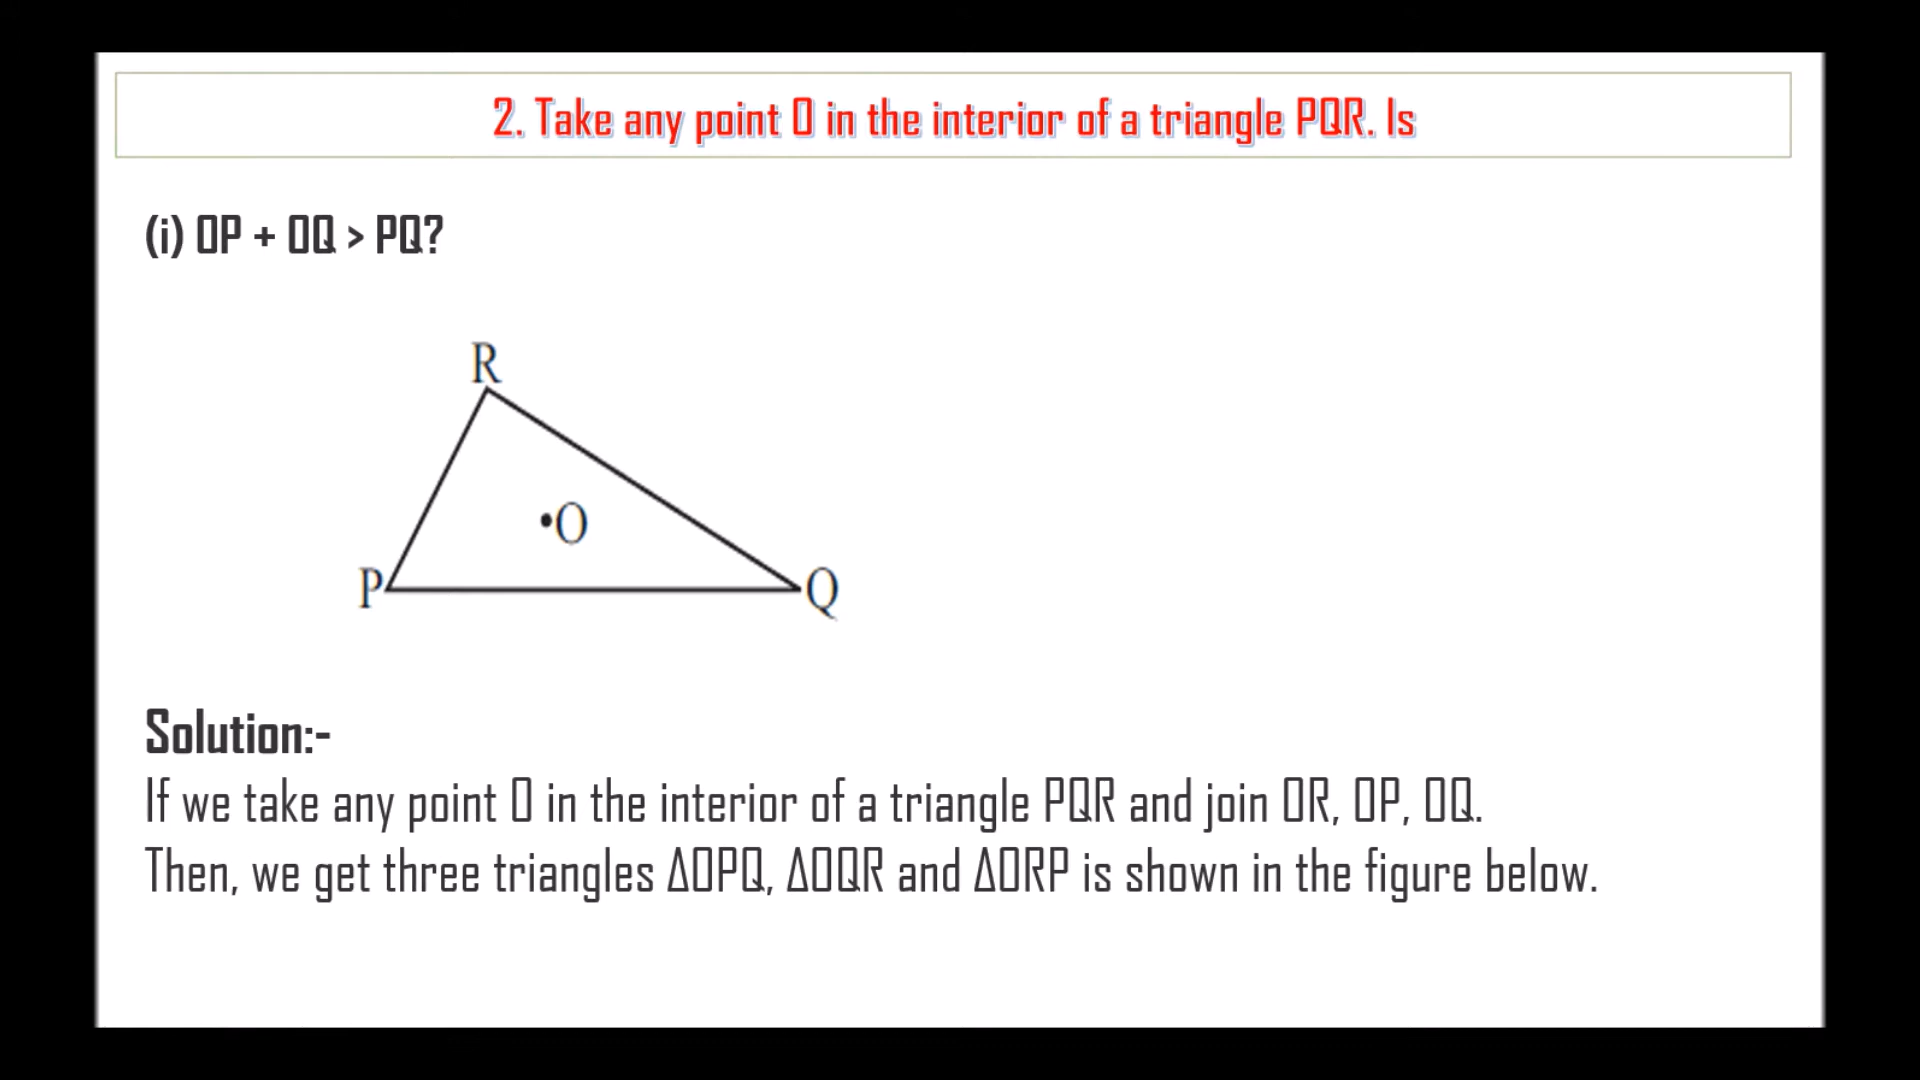 2. Take any point O in the interior of a triangle PQR. Is
(i) OP + OQ > PQ?
R
•O
P
Q
Solution:-
If we take any point O in the interior of a triangle PQR and join OR, OP, OQ.
Then, we get three triangles ΔOPQ, ΔOQR and ΔORP is shown in the figure below.